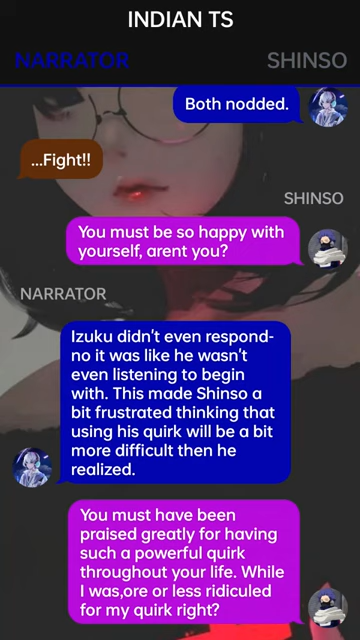 INDIAN TS
NARRATOR SHINSO
Both nodded.
...Fight!!
SHINSO
You must be so happy with
yourself, arent you?
NARRATOR
Izuku didn't even respond-
no it was like he wasn't
even listening to begin
with. This made Shinso a
bit frustrated thinking that
using his quirk will be a bit
more difficult then he
realized.
You must have been
praised greatly for having
such a powerful quirk
throughout your life. While
I was,ore or less ridiculed
for my quirk right?